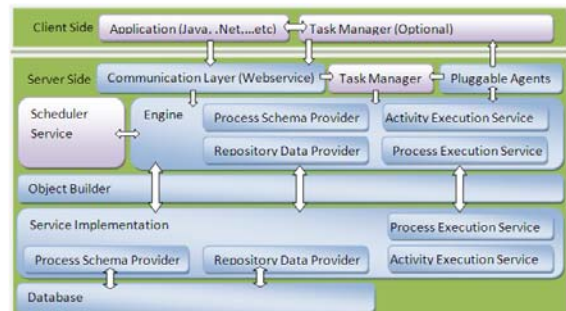 Client Side Application (Java, .Net,...etc) Task Manager (Optional)
Server Side Communication Layer (Webservice) Task Manager Pluggable Agents
Scheduler Service
Engine Process Schema Provider Activity Execution Service
Repository Data Provider Process Execution Service
Object Builder
Service Implementation Process Execution Service
Process Schema Provider Repository Data Provider Activity Execution Service
Database